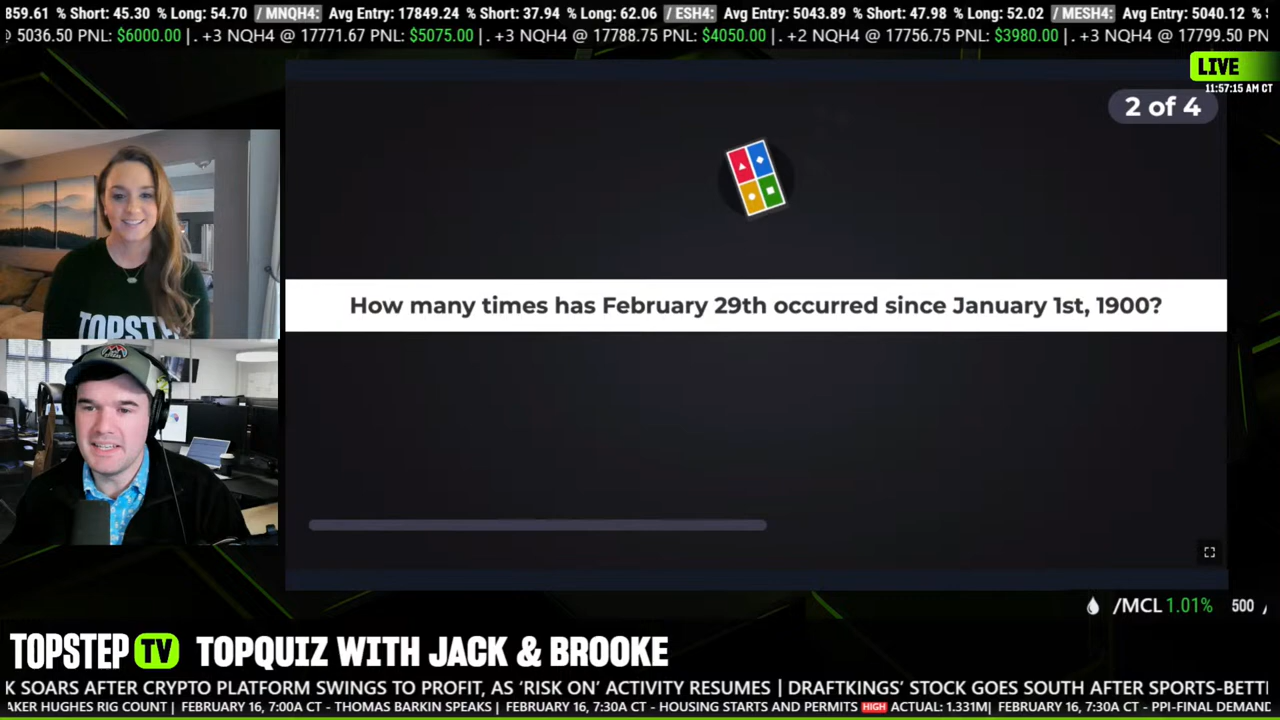 859.61 % Short: 45.30 % Long: 54.70 / MNQH4: Avg Entry: 17849.24 % Short: 37.94 % Long: 62.06 / ESH4: Avg Entry: 5043.89 % Short: 47.98 % Long: 52.02 / MESH4: Avg Entry: 5040.12 %
@ 5036.50 PNL: $6000.00 | . +3 NQH4 @ 17771.67 PNL: $5075.00 | . +3 NQH4 @ 17788.75 PNL: $4050.00 | . +2 NQH4 @ 17756.75 PNL: $3980.00 | . +3 NQH4 @ 17799.50 PN
LIVE
11:57:15 AM CT
2 of 4
How many times has February 29th occurred since January 1st, 1900?
TOPSTEP
/MCL 1.01% 500 /
TOPSTEP TV TOPQUIZ WITH JACK & BROOKE
K SOARS AFTER CRYPTO PLATFORM SWINGS TO PROFIT, AS 'RISK ON' ACTIVITY RESUMES | DRAFTKINGS' STOCK GOES SOUTH AFTER SPORTS-BETTI
AKER HUGHES RIG COUNT | FEBRUARY 16, 7:00A CT - THOMAS BARKIN SPEAKS | FEBRUARY 16, 7:30A CT - HOUSING STARTS AND PERMITS HIGH ACTUAL: 1.331M| FEBRUARY 16, 7:30A CT - PPI-FINAL DEMAND